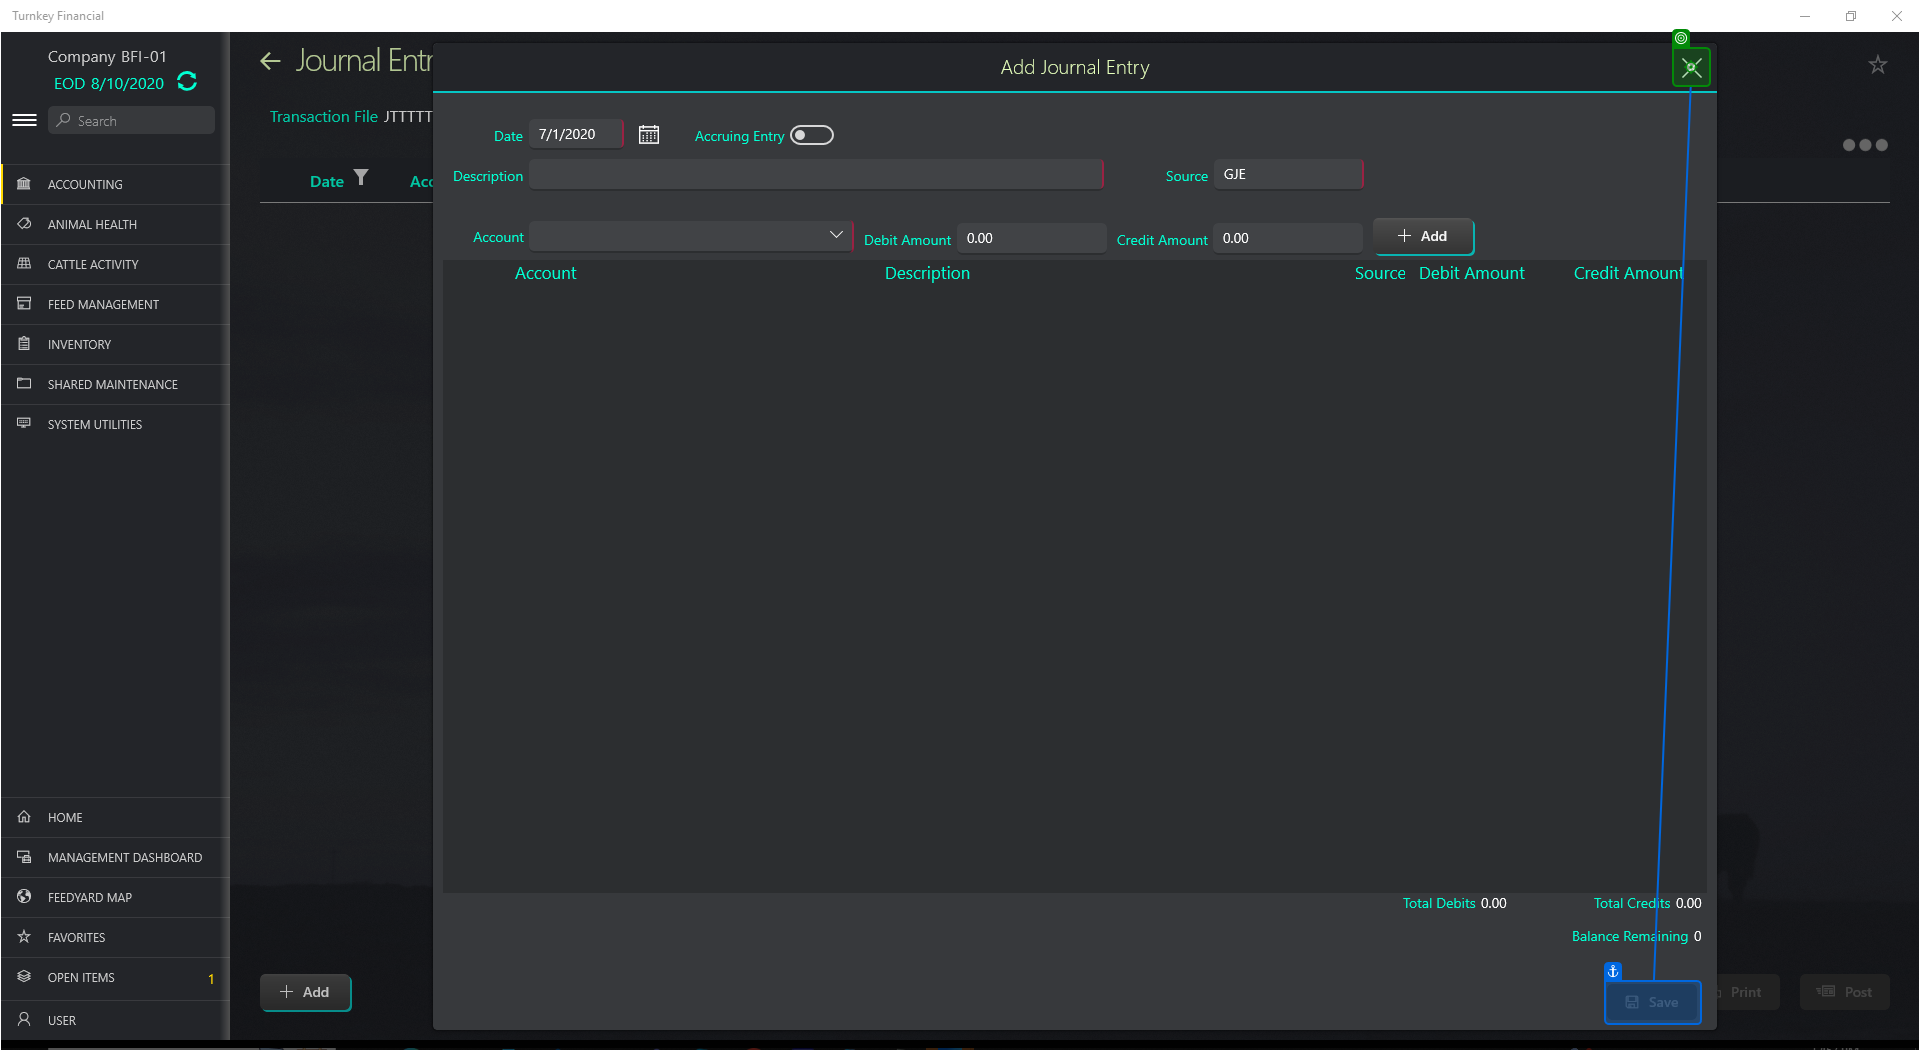 Turnkey Financial
Company BFI-01
EOD 8/10/2020
Search
ACCOUNTING
ANIMAL HEALTH
CATTLE ACTIVITY
FEED MANAGEMENT
INVENTORY
SHARED MAINTENANCE
SYSTEM UTILITIES
HOME
MANAGEMENT DASHBOARD
FEEDYARD MAP
FAVORITES
OPEN ITEMS 1
USER
Journal Entr
Transaction File JTTTTT
Date Acc
Add
Add Journal Entry
Date 7/1/2020 Accruing Entry
Description Source GJE
Account Debit Amount 0.00 Credit Amount 0.00 Add
Account Description Source Debit Amount Credit Amount
Total Debits 0.00 Total Credits 0.00
Balance Remaining 0
Save Print Post